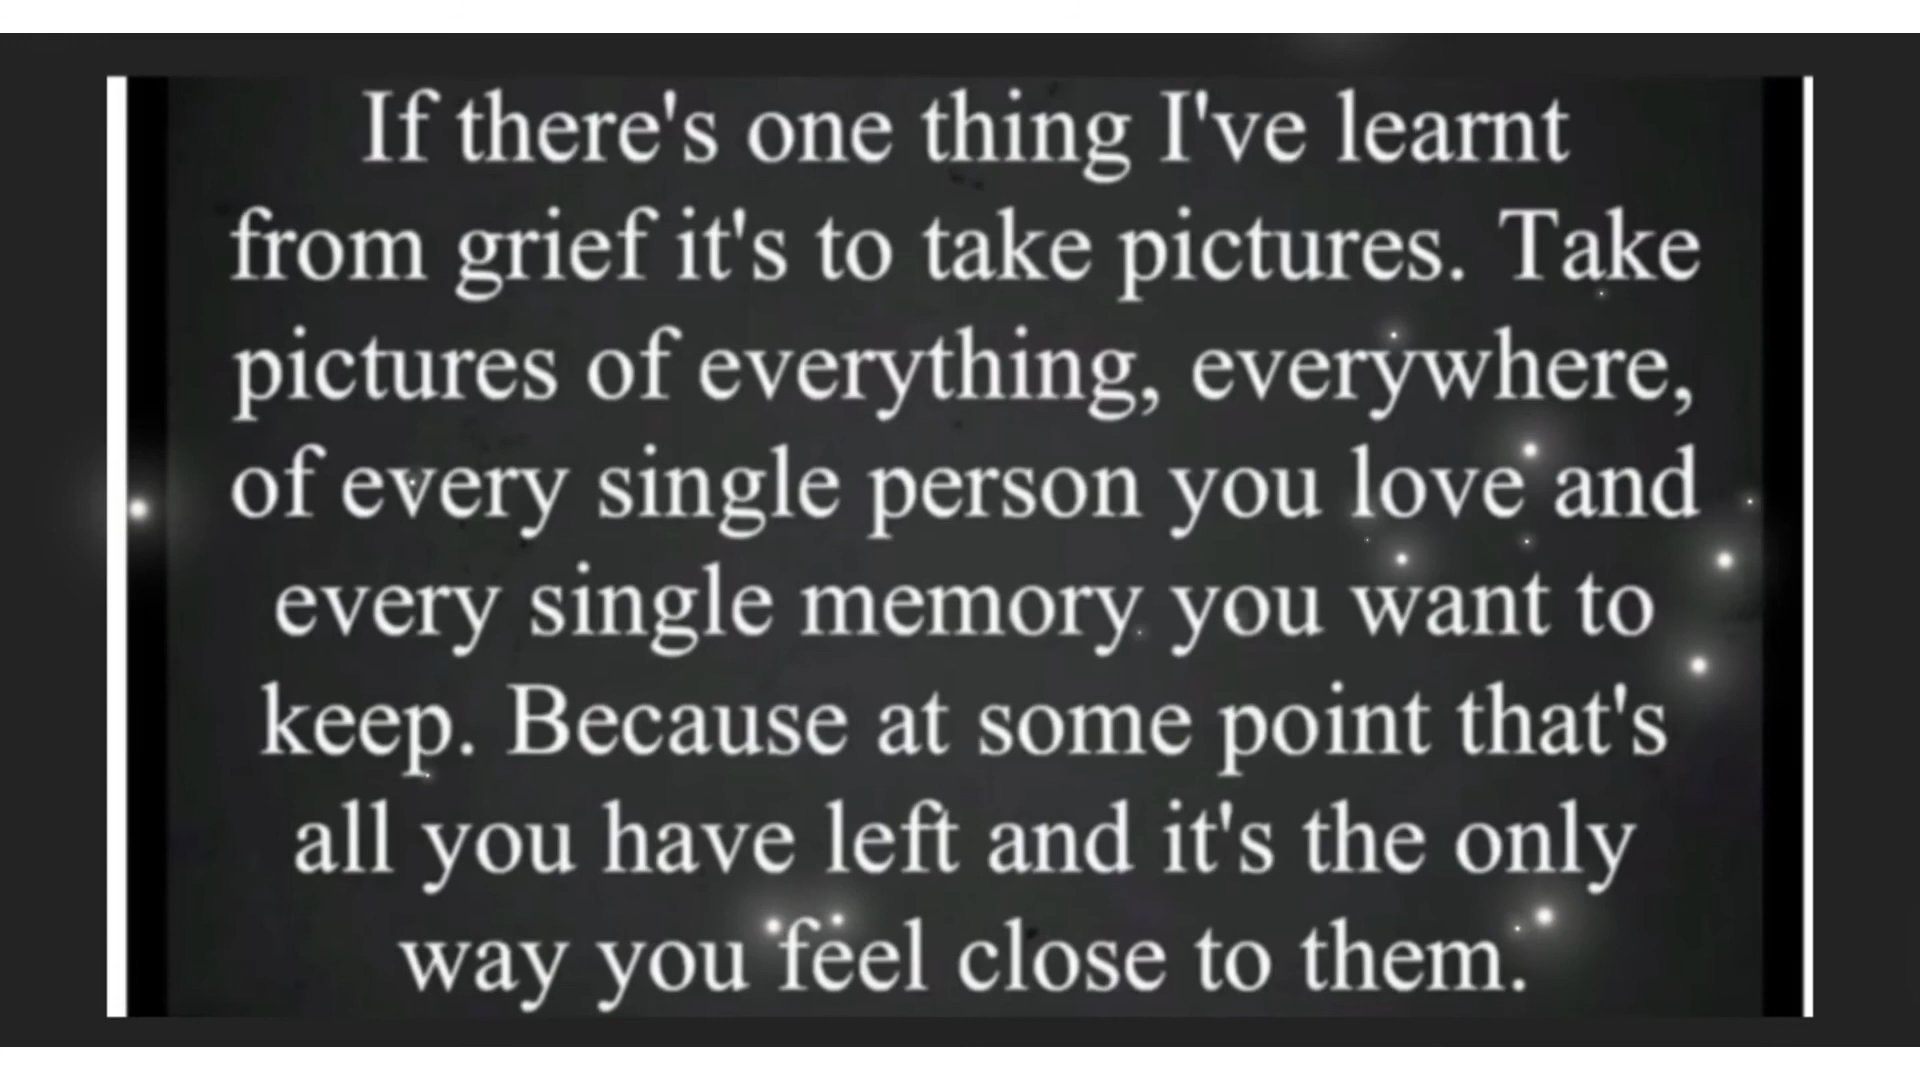 If there's one thing I've learnt
from grief it's to take pictures. Take
pictures of everything, everywhere,
of every single person you love and
every single memory you want to
keep. Because at some point that's
all you have left and it's the only
way you feel close to them.